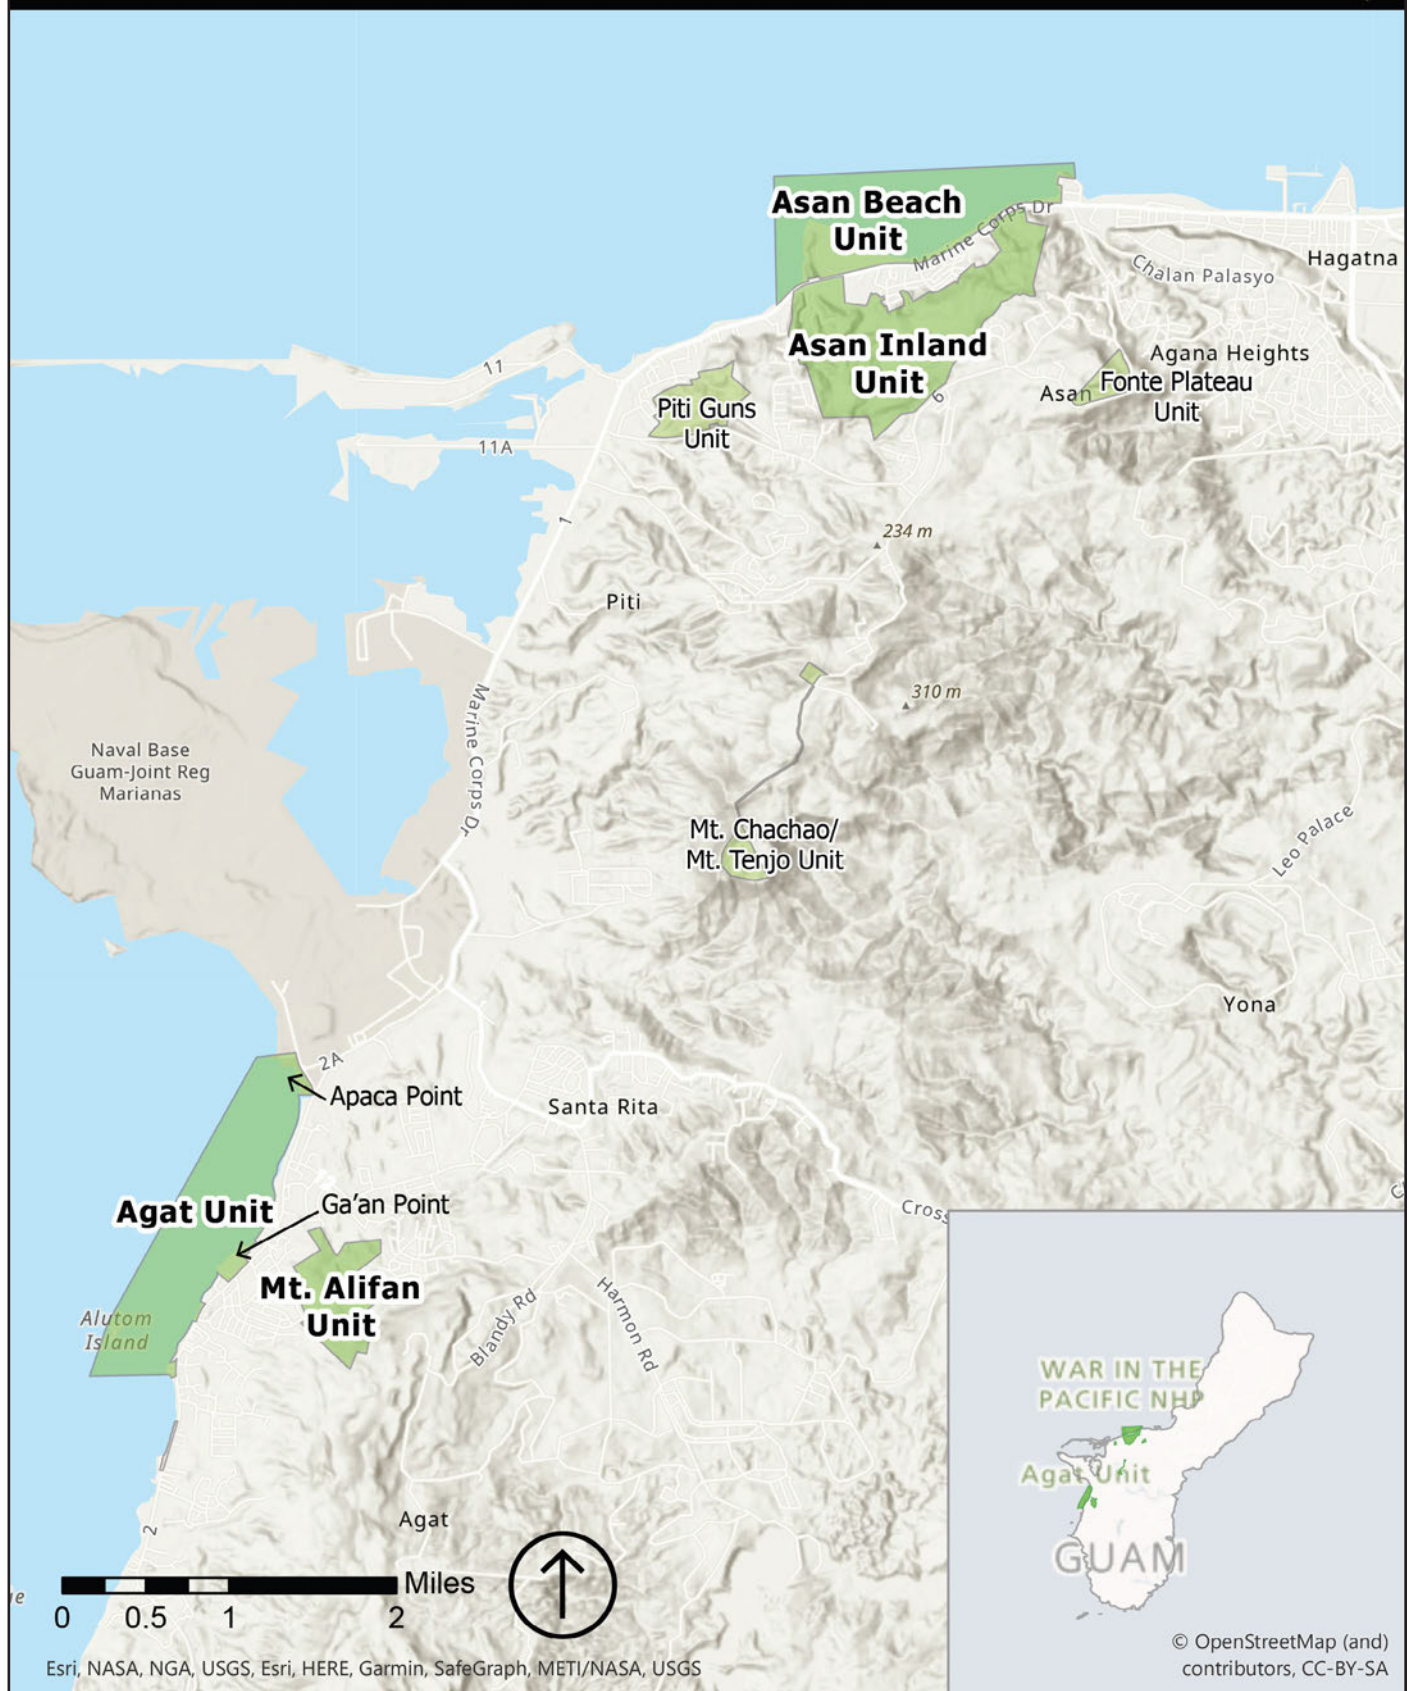 Asan Beach
Unit
Marine Corps Dr
Hagatna
Chalan Palasyo
Asan Inland
Unit
6
Agana Heights
Asan
Fonte Plateau
Unit
11
Piti Guns
Unit
11A
1
234 m
Piti
310 m
Marine Corps Dr
Naval Base
Guam-Joint Reg
Marianas
Mt. Chachao/
Mt. Tenjo Unit
Leo Palace
Yona
2A
Apaca Point
Santa Rita
Agat Unit
Ga'an Point
Cross
Mt. Alifan
Unit
Alutom
Island
Blandy Rd
Harmon Rd
WAR IN THE
PACIFIC NHP
Agat Unit
GUAM
Agat
2
Miles
0 0.5 1 2
© OpenStreetMap (and)
contributors, CC-BY-SA
Esri, NASA, NGA, USGS, Esri, HERE, Garmin, SafeGraph, METI/NASA, USGS